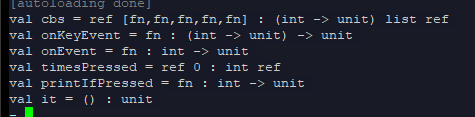 [autoloading done]
val cbs = ref [fn,fn,fn,fn,fn] : (int -> unit) list ref
val onKeyEvent = fn : (int -> unit) -> unit
val onEvent = fn : int -> unit
val timesPressed = ref 0 : int ref
val printIfPressed = fn : int -> unit
val it = () : unit
-